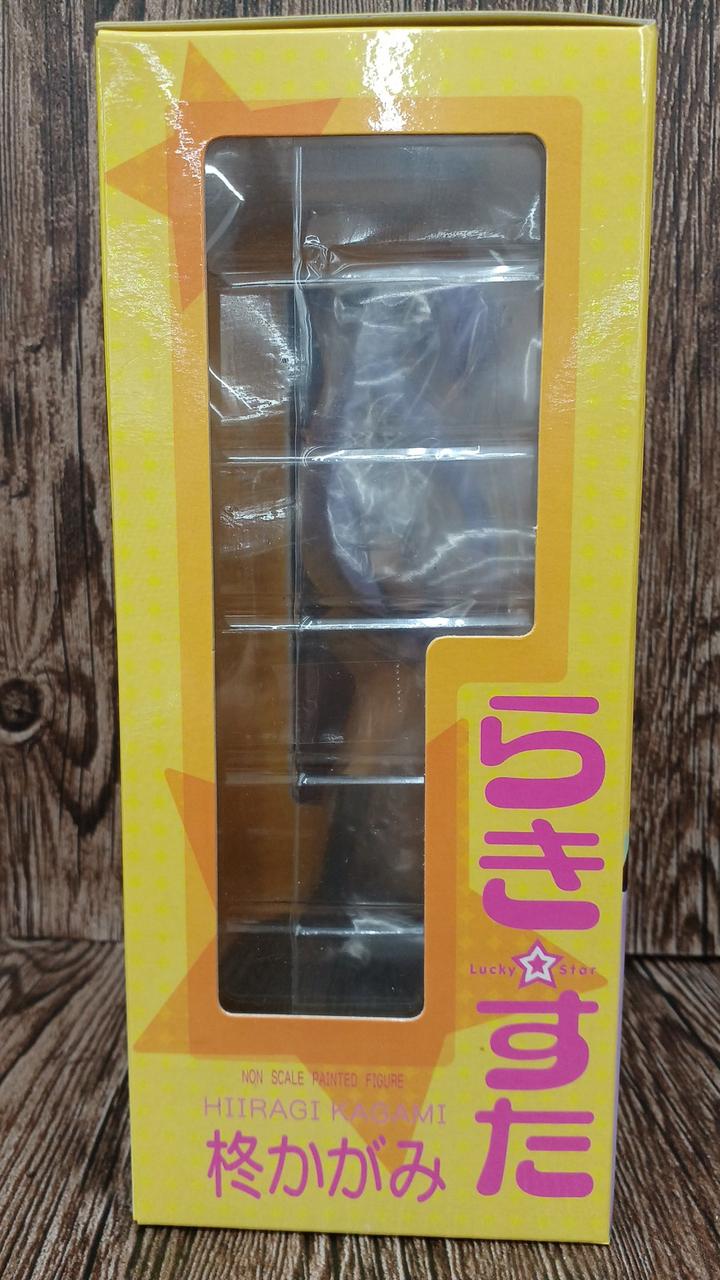 らき☆すた
Lucky Star
NON SCALE PAINTED FIGURE
HIIRAGI KAGAMI
柊かがみ